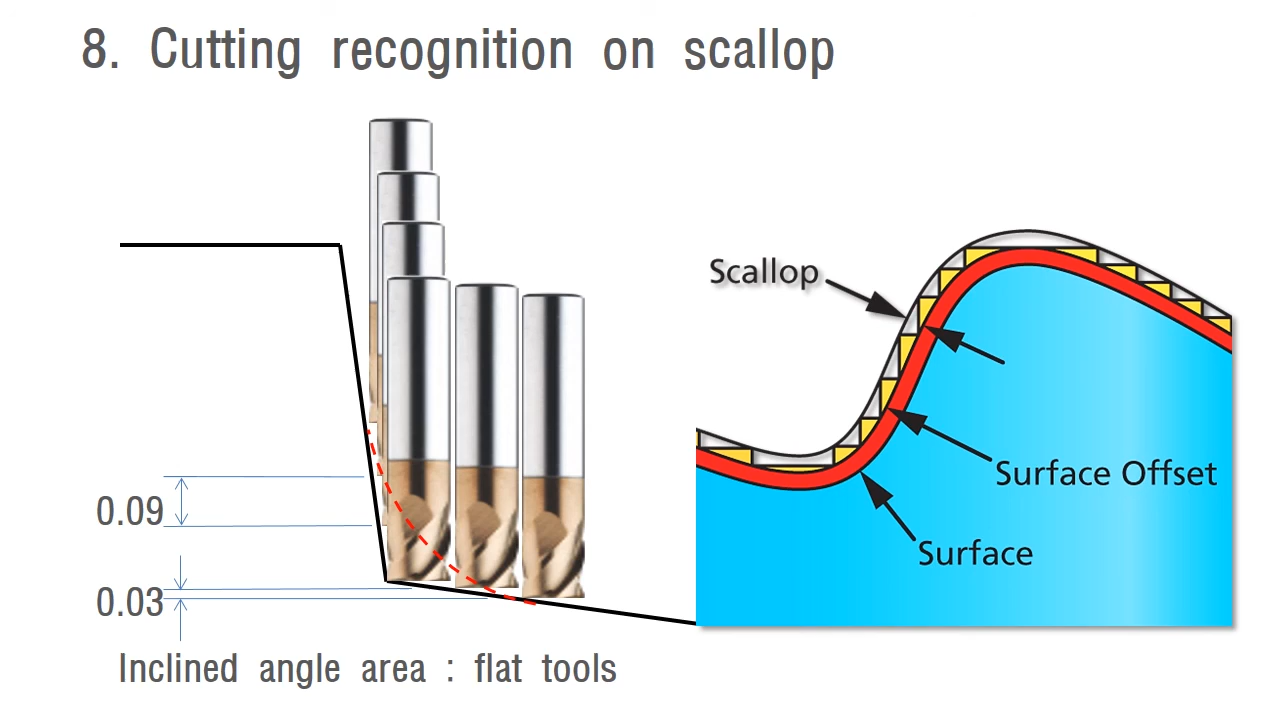 8. Cutting recognition on scallop
Scallop
Surface Offset
0.09
Surface
0.03
Inclined angle area : flat tools